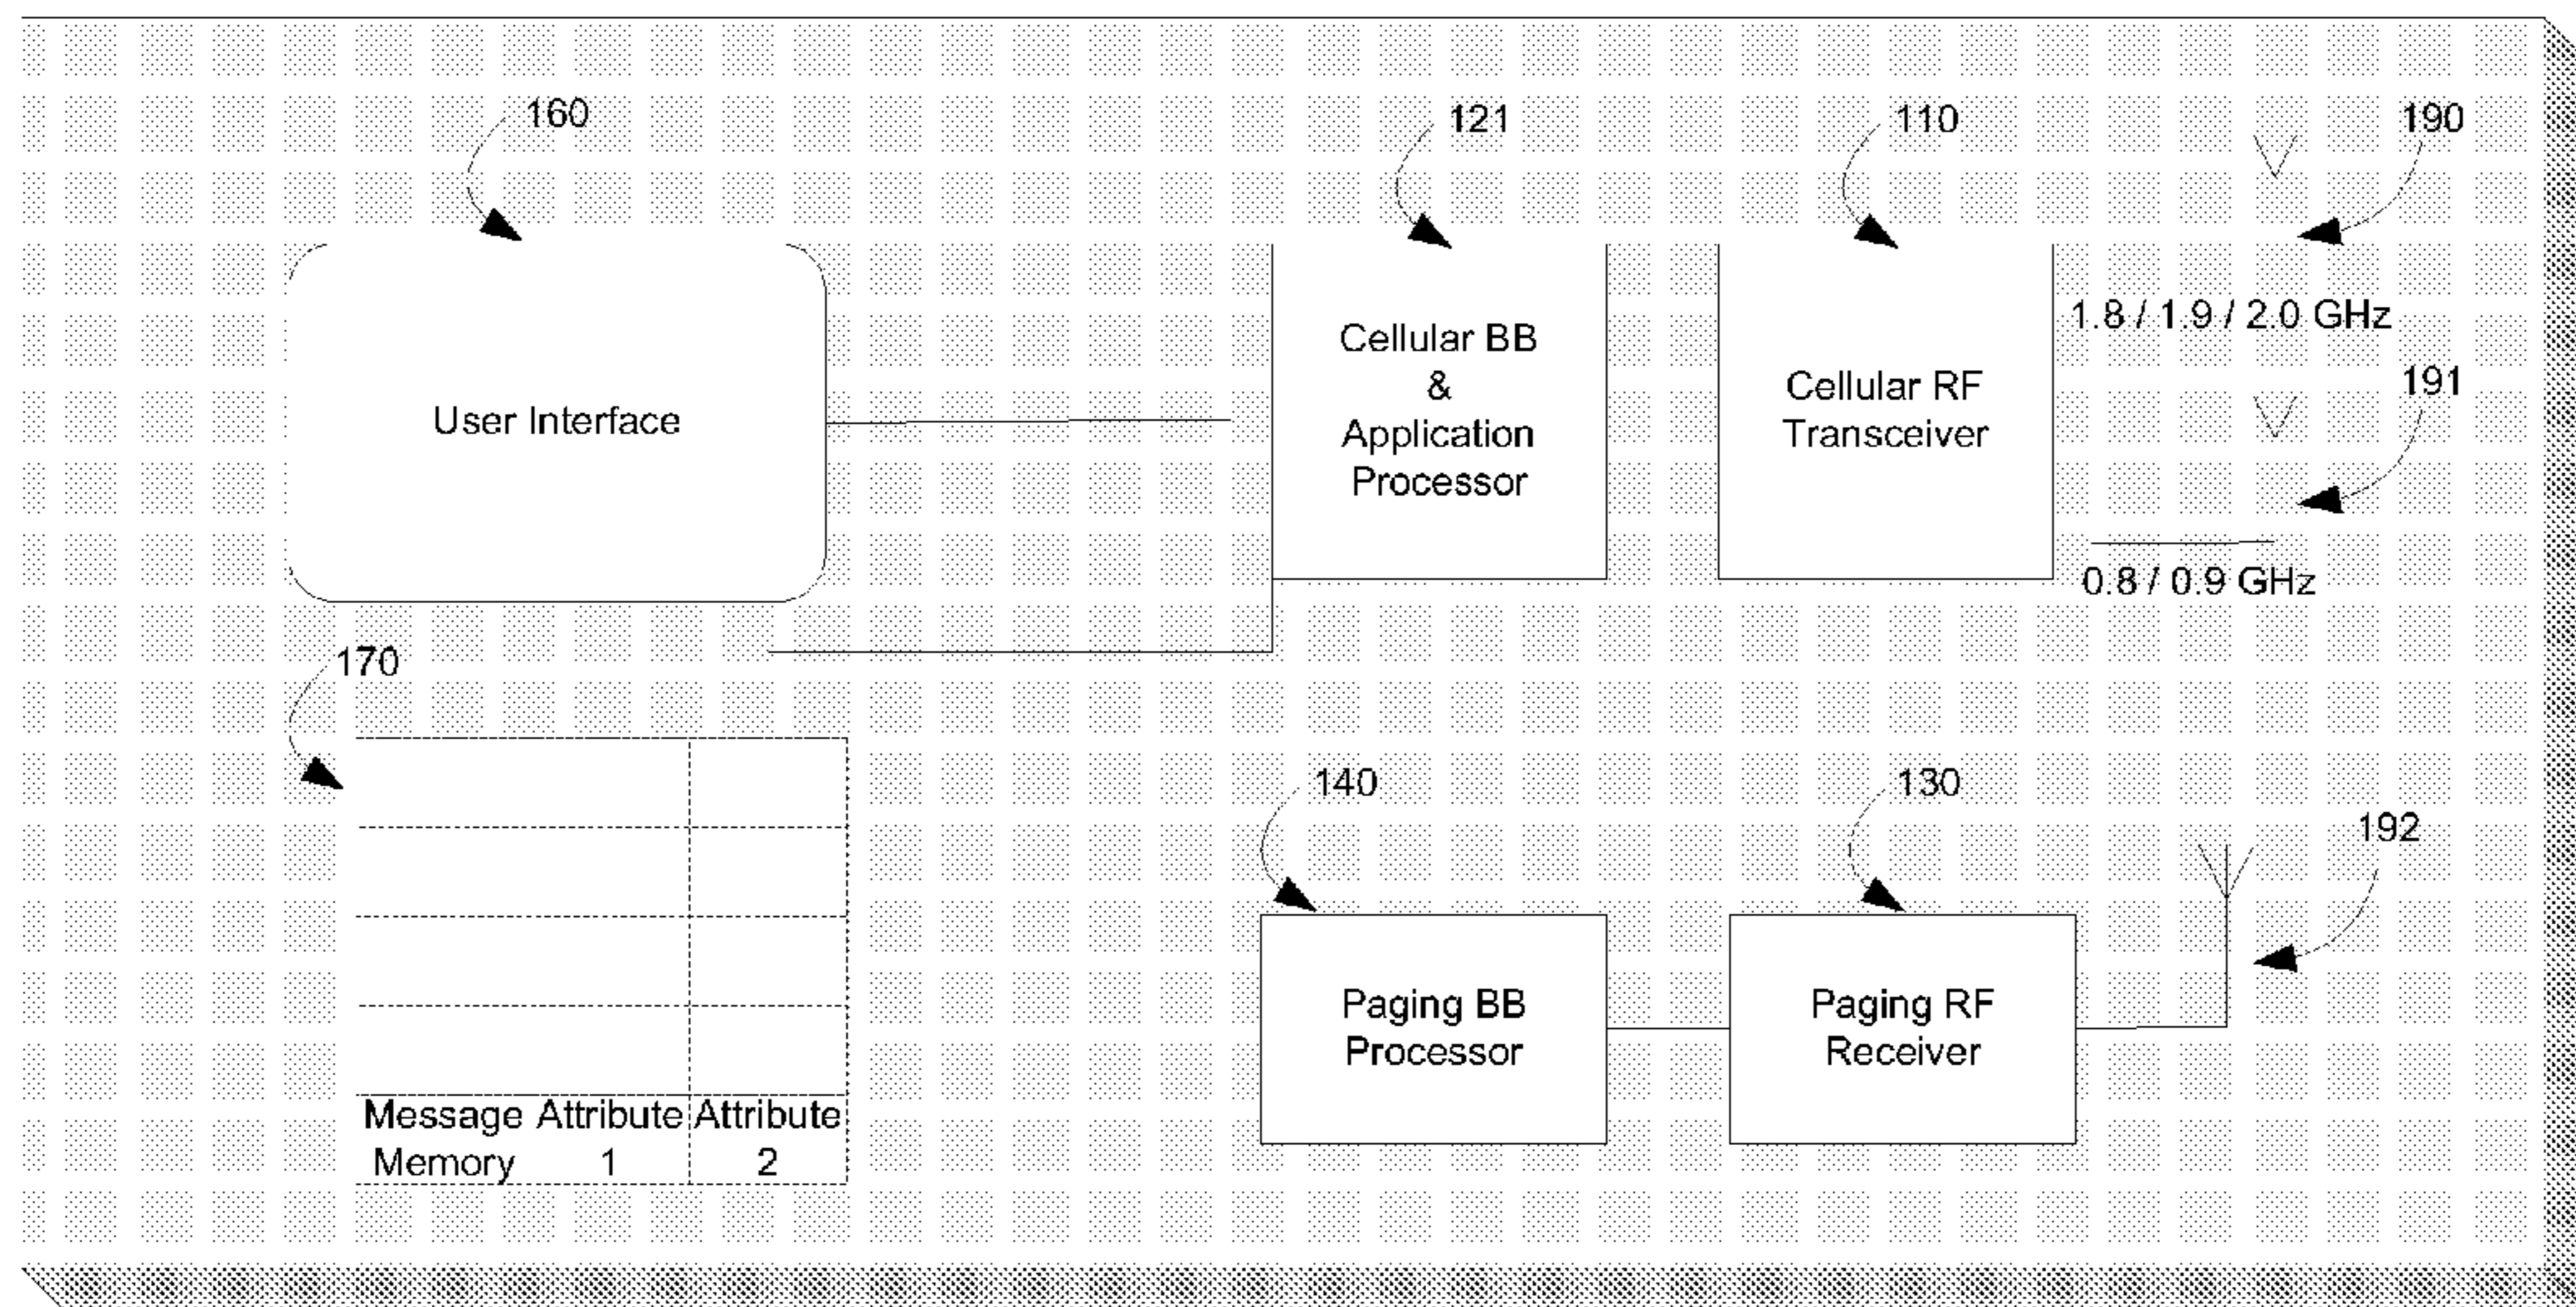 160
121
110
190
1.8 / 1.9 / 2.0 GHz
Cellular BB
&
Application
Processor
Cellular RF
Transceiver
User Interface
191
0.8 / 0.9 GHz
170
140
130
192
Paging BB
Processor
Paging RF
Receiver
Message Attribute Attribute
Memory 1 2